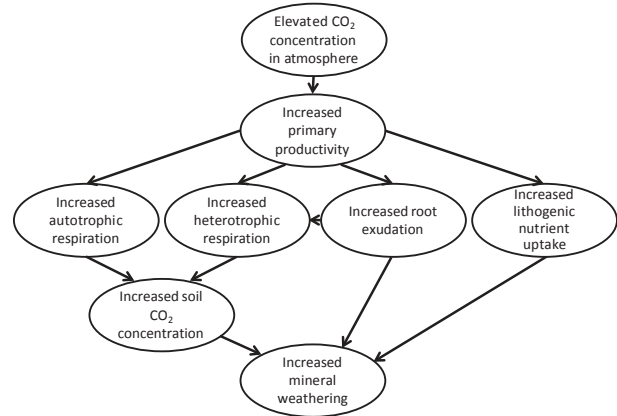 Elevated CO₂
concentration
in atmosphere
Increased
primary
productivity
Increased
autotrophic
respiration
Increased
heterotrophic
respiration
Increased root
exudation
Increased
lithogenic
nutrient
uptake
Increased soil
CO₂
concentration
Increased
mineral
weathering